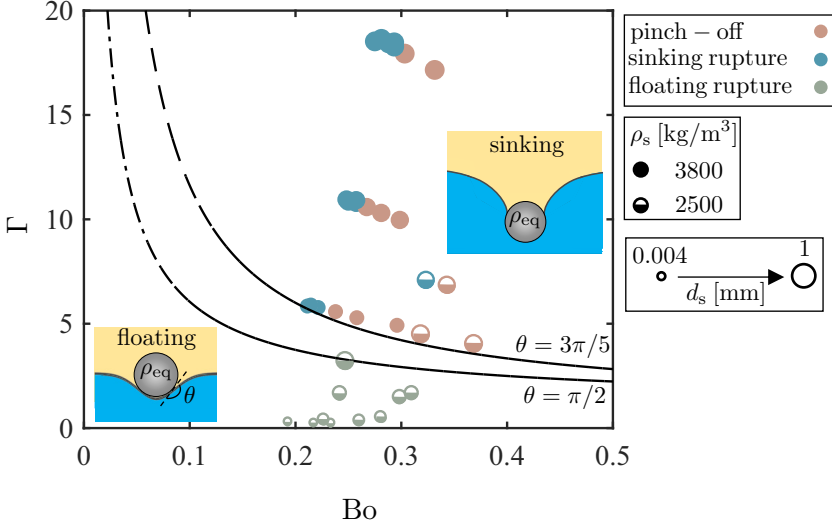 20
15
10
5
0
Γ
0
0.1
0.2
0.3
0.4
0.5
Bo
sinking
ρeq
floating
ρeq
θ
θ = 3π/5
θ = π/2
pinch − off
sinking rupture
floating rupture
ρs [kg/m³]
3800
2500
0.004
1
ds [mm]